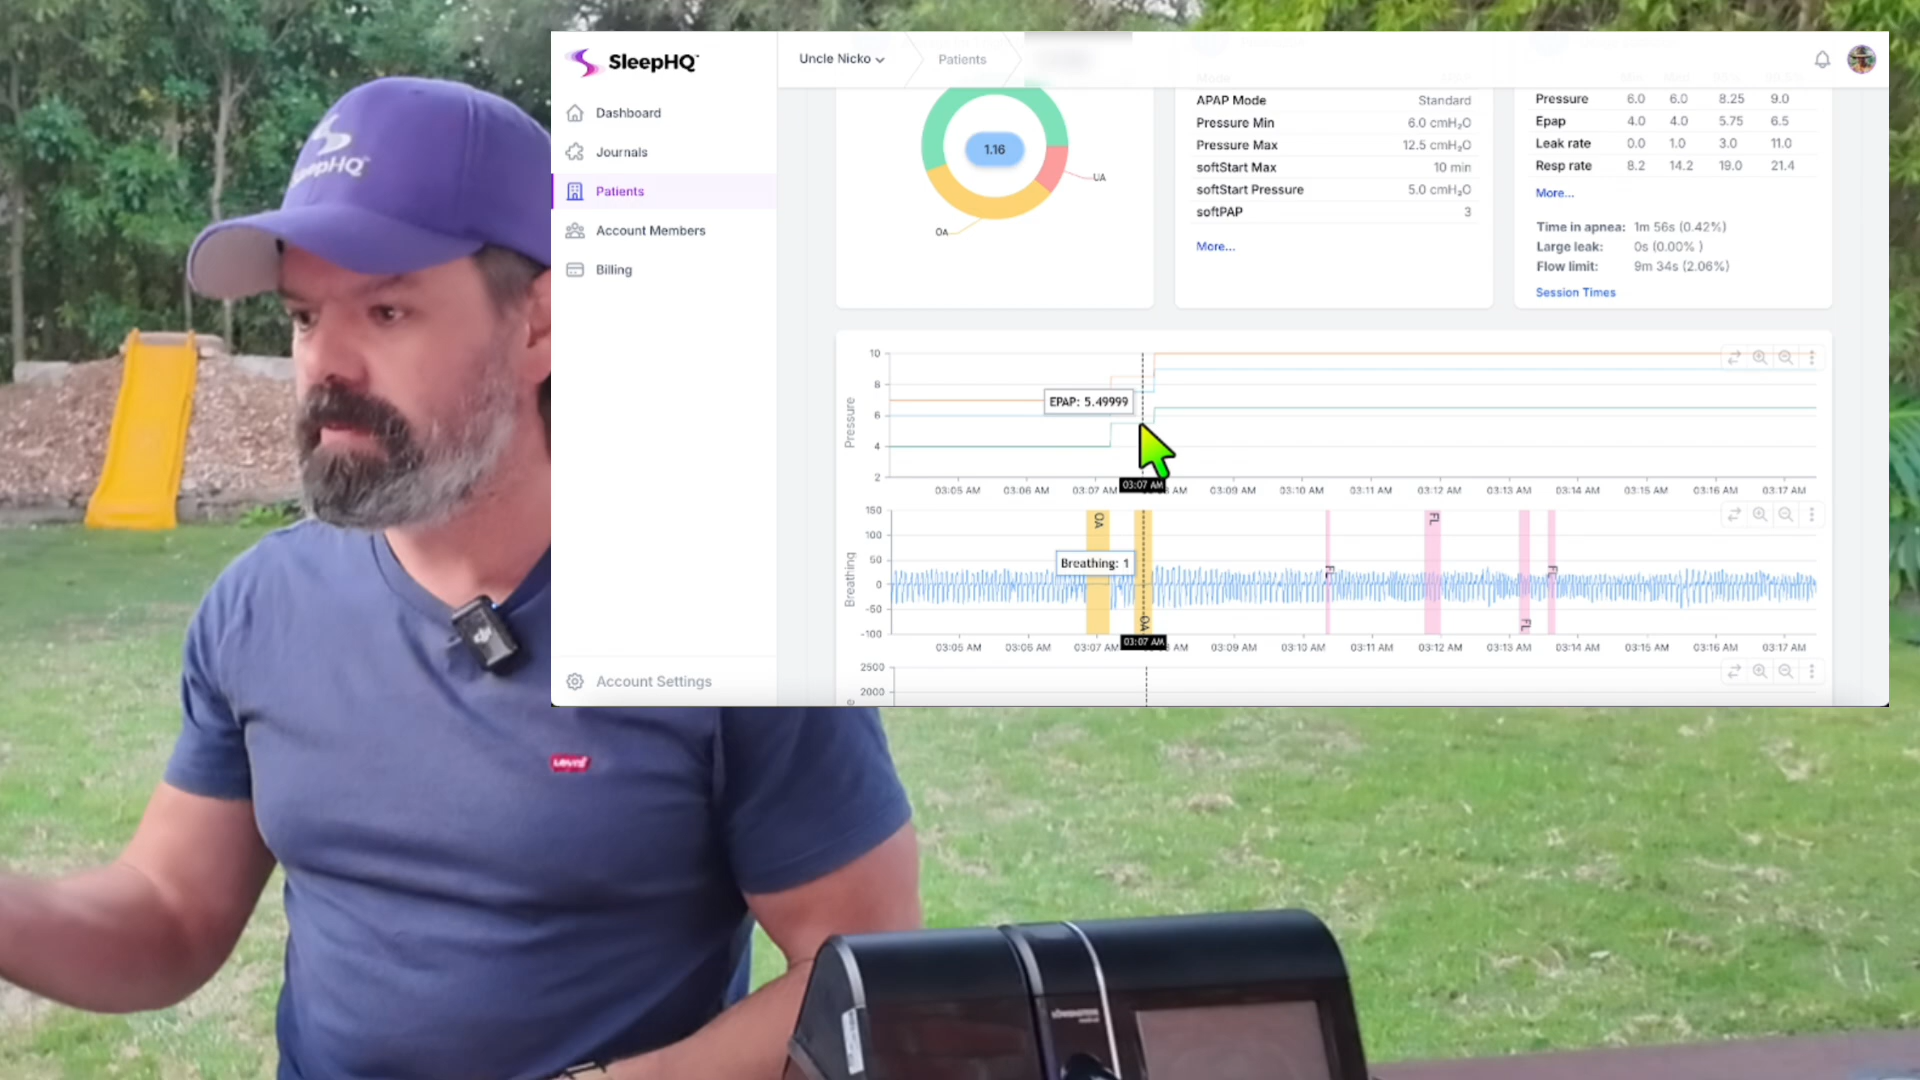 SleepHQ™
Uncle Nicko
Patients
Dashboard
Journals
Patients
Account Members
Billing
Account Settings
1.16
UA
OA
Mode
APAP Mode Standard
Pressure Min 6.0 cmH₂O
Pressure Max 12.5 cmH₂O
softStart Max 10 min
softStart Pressure 5.0 cmH₂O
softPAP 3
More...
Pressure 6.0 6.0 8.25 9.0
Epap 4.0 4.0 5.75 6.5
Leak rate 0.0 1.0 3.0 11.0
Resp rate 8.2 14.2 19.0 21.4
More...
Time in apnea: 1m 56s (0.42%)
Large leak: 0s (0.00% )
Flow limit: 9m 34s (2.06%)
Session Times
Pressure
10
8
6
4
2
EPAP: 5.49999
03:05 AM 03:06 AM 03:07 AM 03:07 AM AM 03:09 AM 03:10 AM 03:11 AM 03:12 AM 03:13 AM 03:14 AM 03:15 AM 03:16 AM 03:17 AM
Breathing
150
100
50
0
-50
-100
OA
Breathing: 1
OA
FL
FL
FL
FL
03:05 AM 03:06 AM 03:07 AM 03:07 AM AM 03:09 AM 03:10 AM 03:11 AM 03:12 AM 03:13 AM 03:14 AM 03:15 AM 03:16 AM 03:17 AM
2500
2000
Levi's